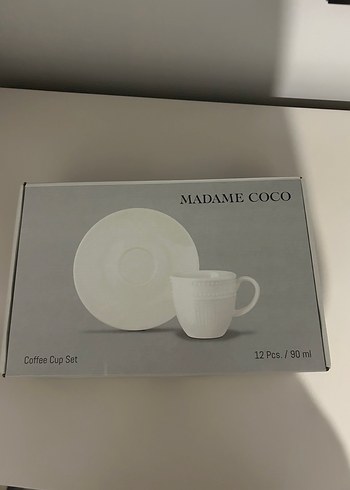 MADAME COCO
Coffee Cup Set
12 Pcs. / 90 ml